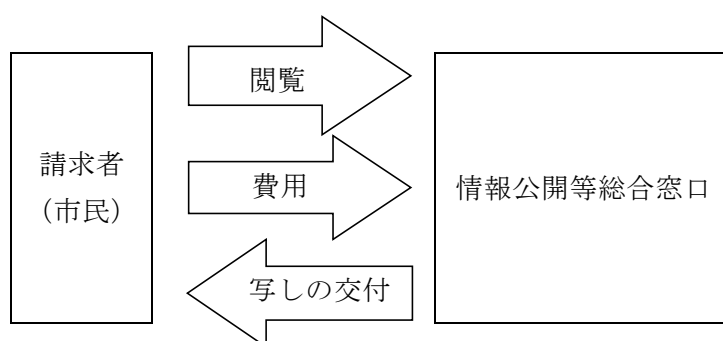 請求者
（市民）
閲覧
費用
写しの交付
情報公開等総合窓口